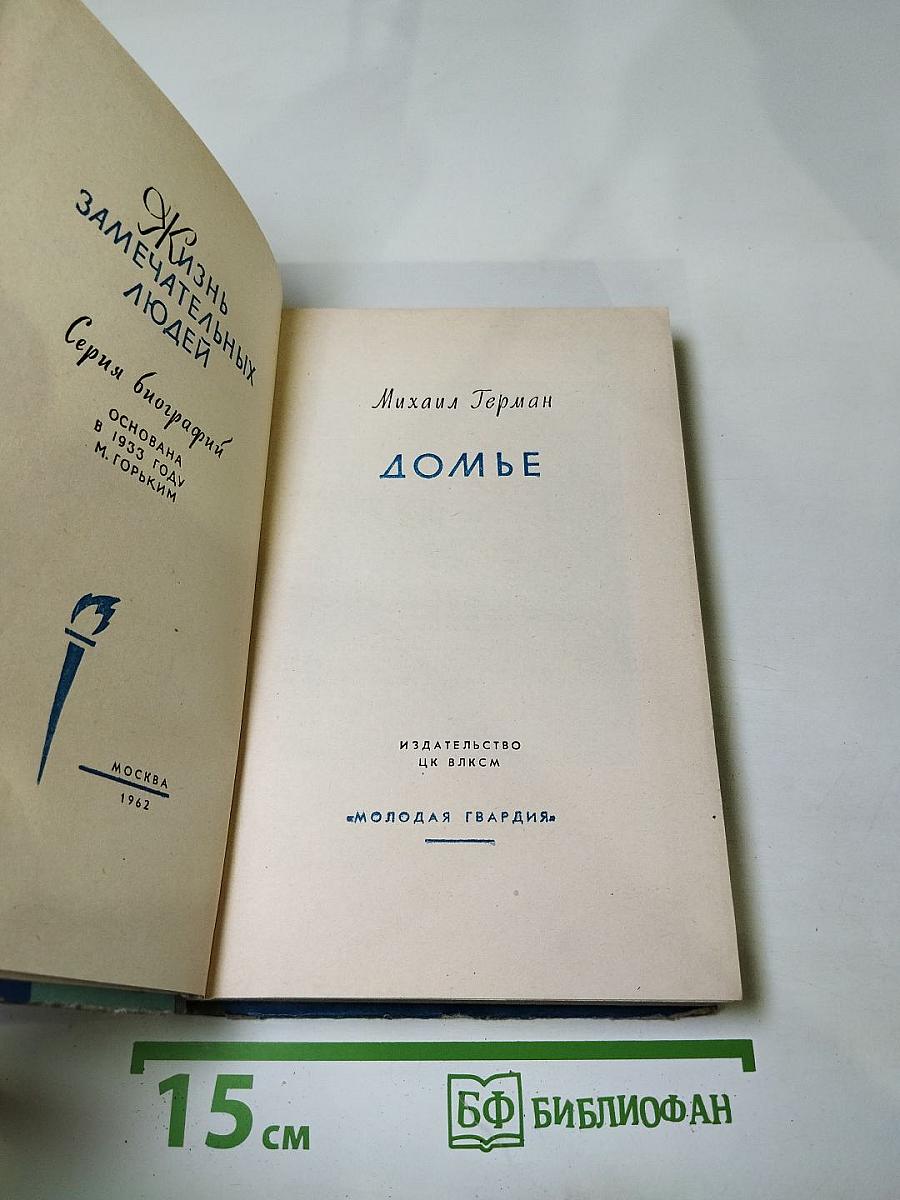 Жизнь
ЗАМЕЧАТЕЛЬНЫХ
ЛЮДЕЙ
Серия биографий
ОСНОВАНА
В 1933 ГОДУ
М. ГОРЬКИМ
МОСКВА
1962
Михаил Герман
ДОМЬЕ
ИЗДАТЕЛЬСТВО
ЦК ВЛКСМ
«МОЛОДАЯ ГВАРДИЯ»
15 СМ
БФ БИБЛИОФАН